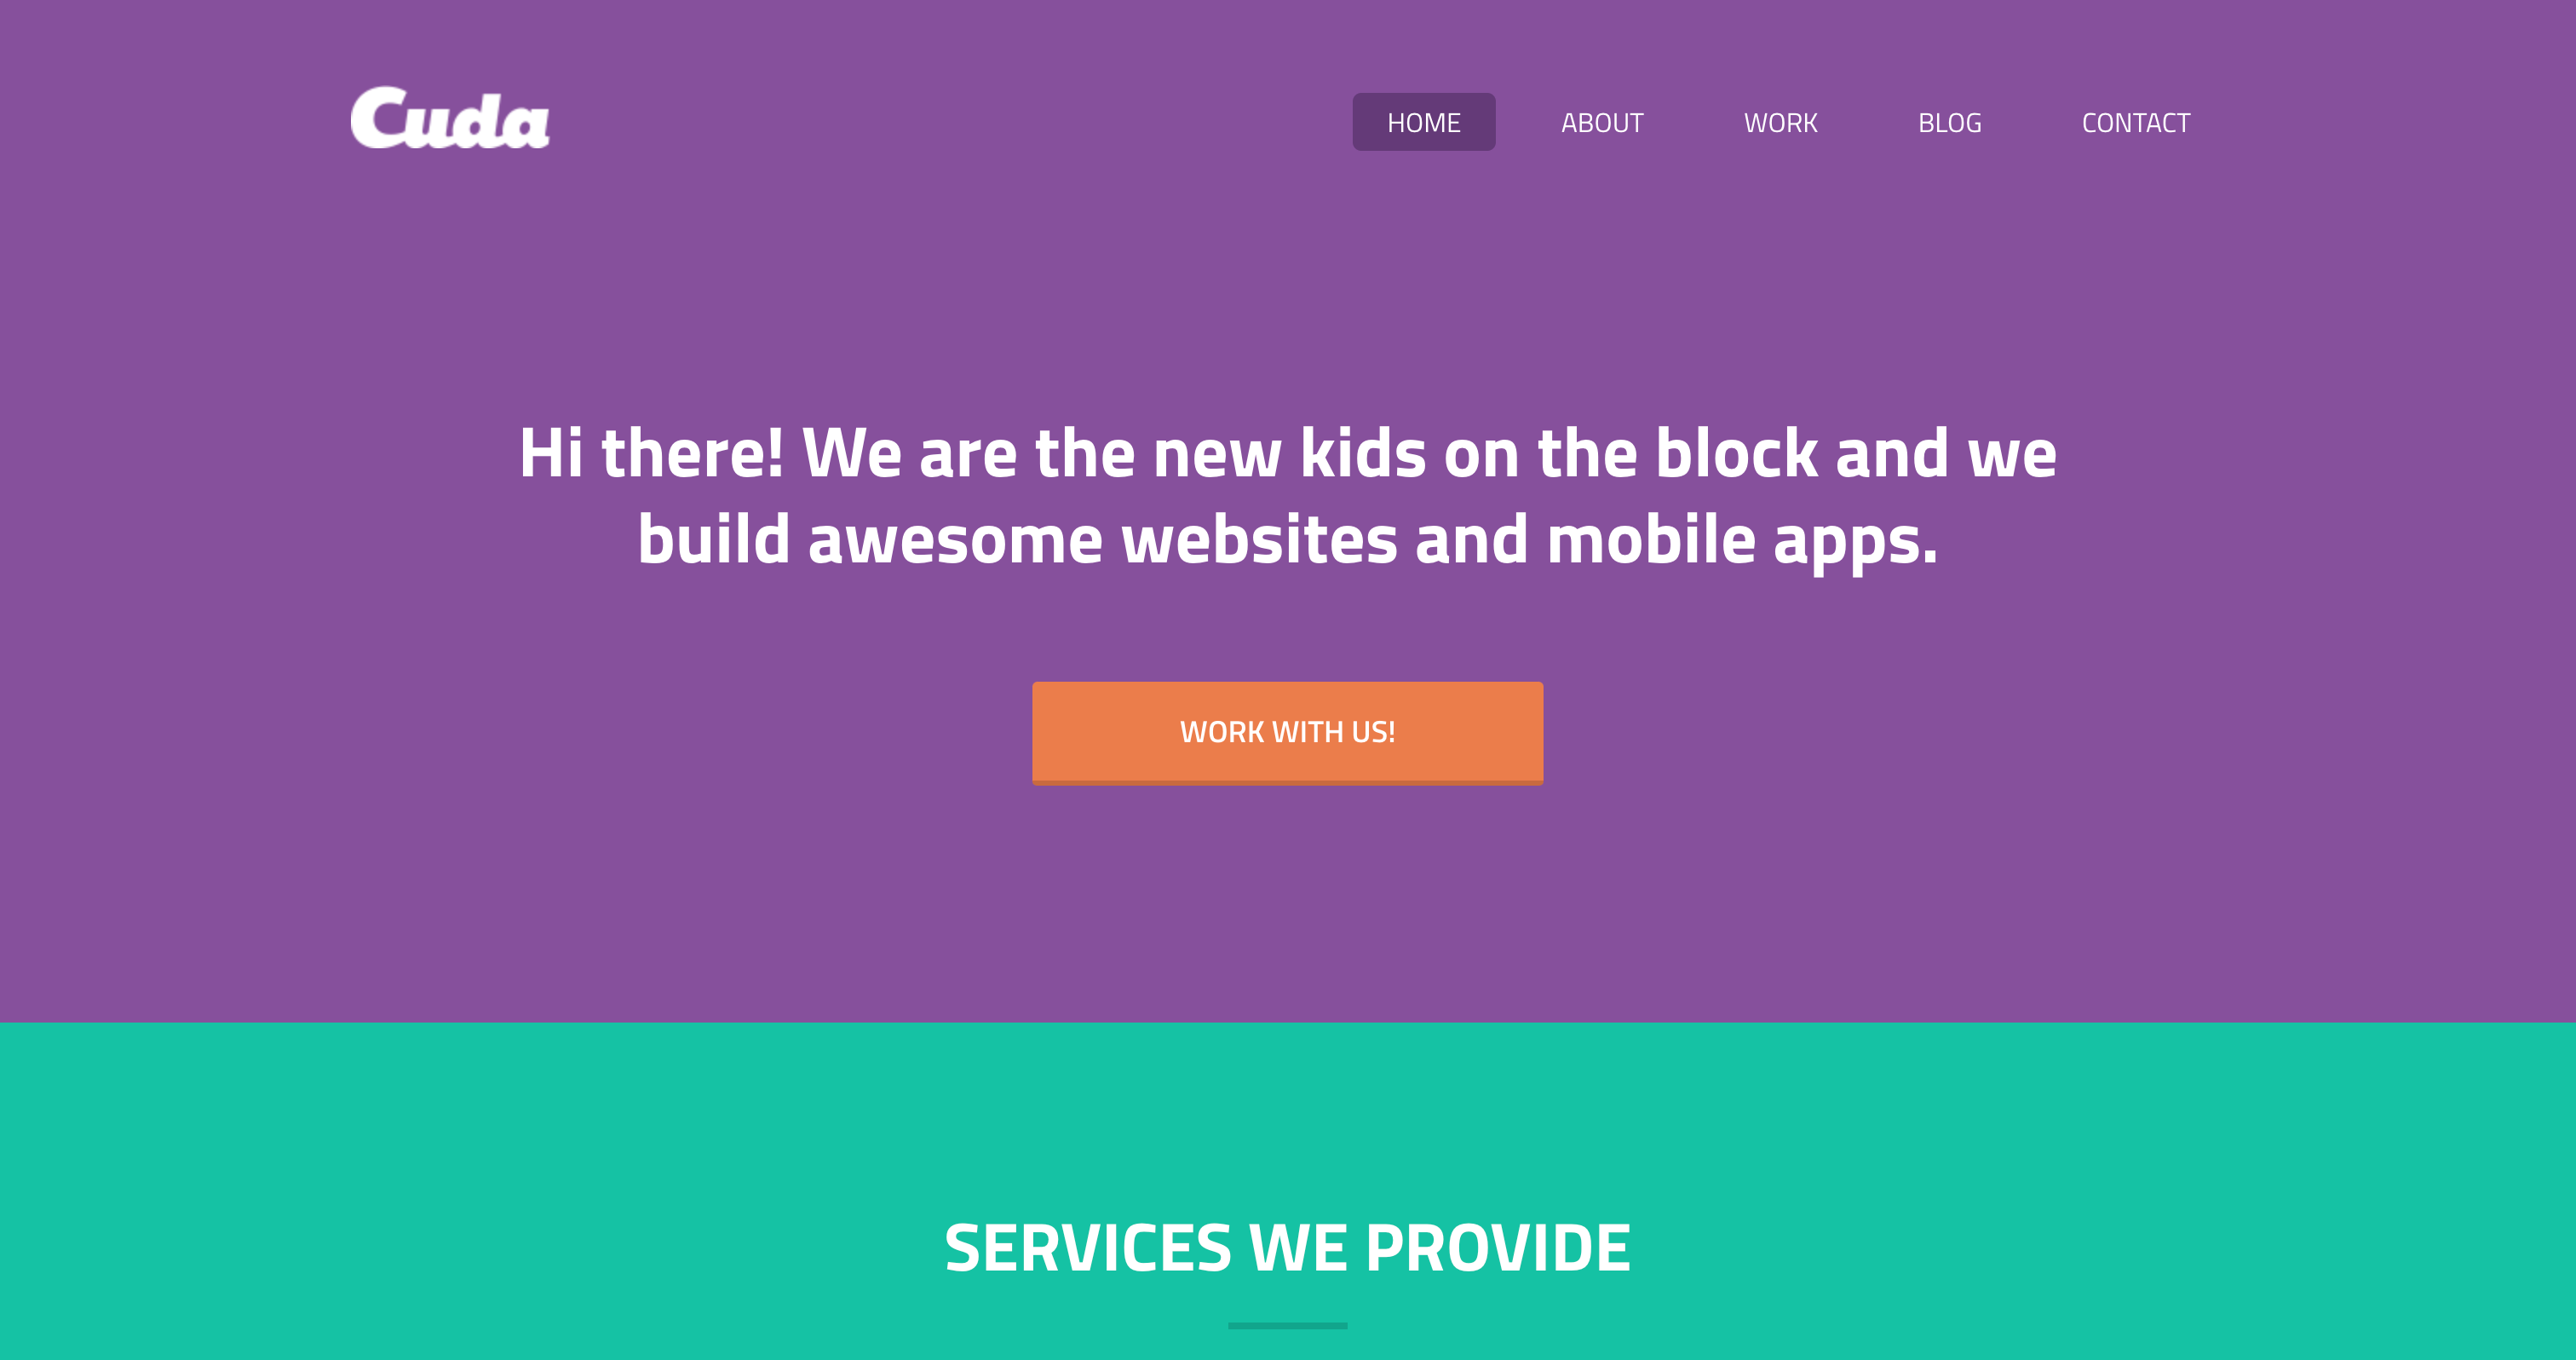 Cuda
HOME ABOUT WORK BLOG CONTACT
Hi there! We are the new kids on the block and we
build awesome websites and mobile apps.
WORK WITH US!
SERVICES WE PROVIDE